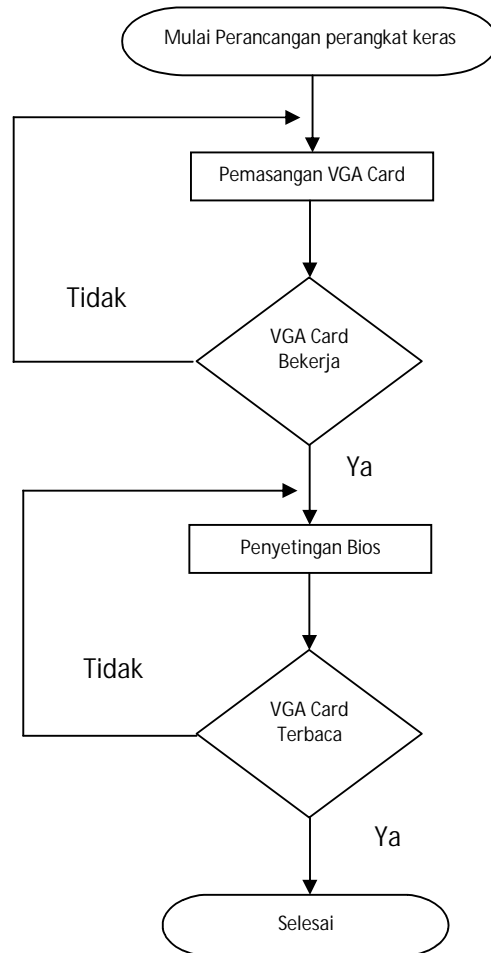 Mulai Perancangan perangkat keras
Pemasangan VGA Card
Tidak
VGA Card
Bekerja
Ya
Penyetingan Bios
Tidak
VGA Card
Terbaca
Ya
Selesai